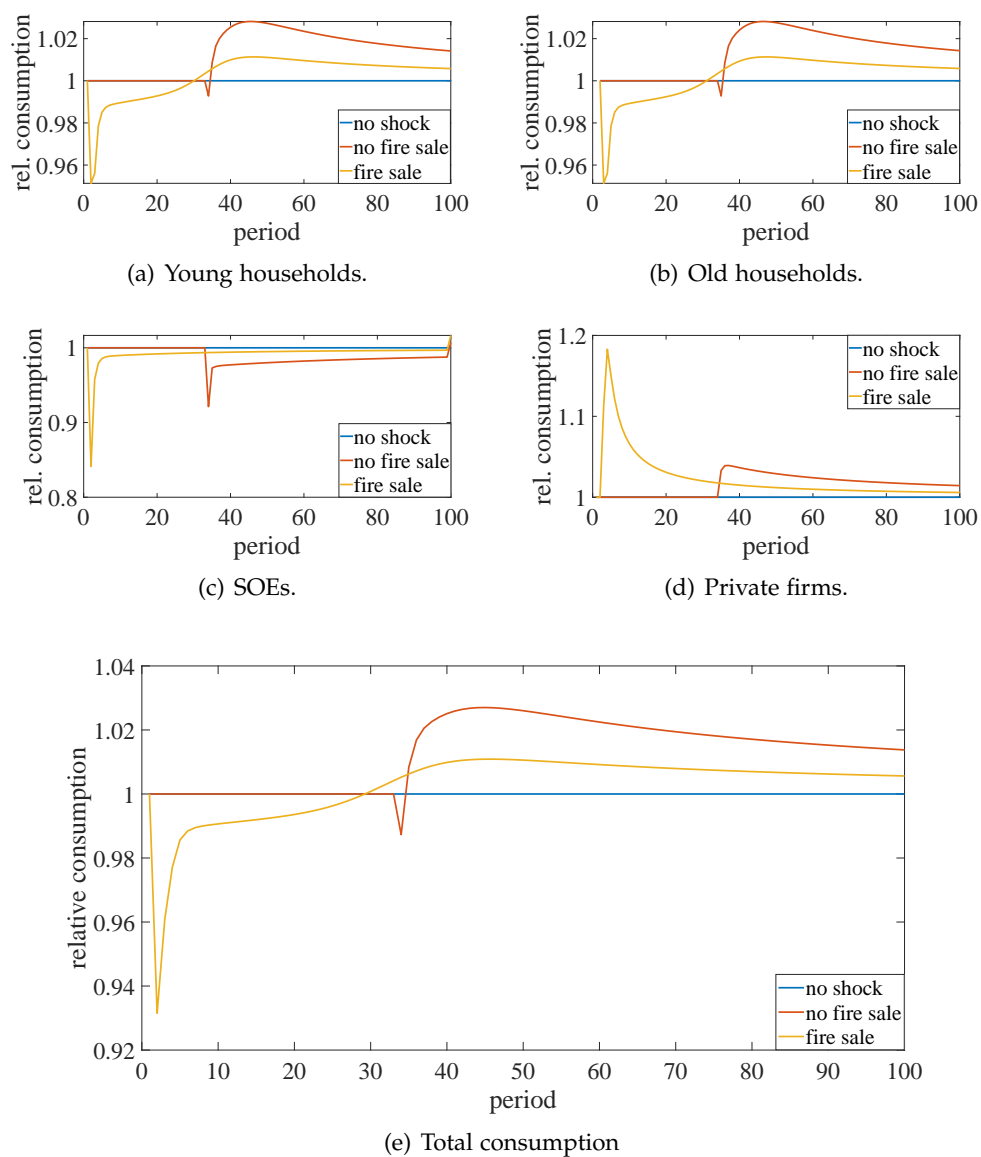 1.02
1
0.98
0.96
rel. consumption
no shock
no fire sale
fire sale
0 20 40 60 80 100
period
(a) Young households.
1.02
1
0.98
0.96
rel. consumption
no shock
no fire sale
fire sale
0 20 40 60 80 100
period
(b) Old households.
1
0.9
0.8
rel. consumption
no shock
no fire sale
fire sale
0 20 40 60 80 100
period
(c) SOEs.
1.2
1.1
1
rel. consumption
no shock
no fire sale
fire sale
0 20 40 60 80 100
period
(d) Private firms.
1.04
1.02
1
0.98
0.96
0.94
0.92
relative consumption
no shock
no fire sale
fire sale
0 10 20 30 40 50 60 70 80 90 100
period
(e) Total consumption